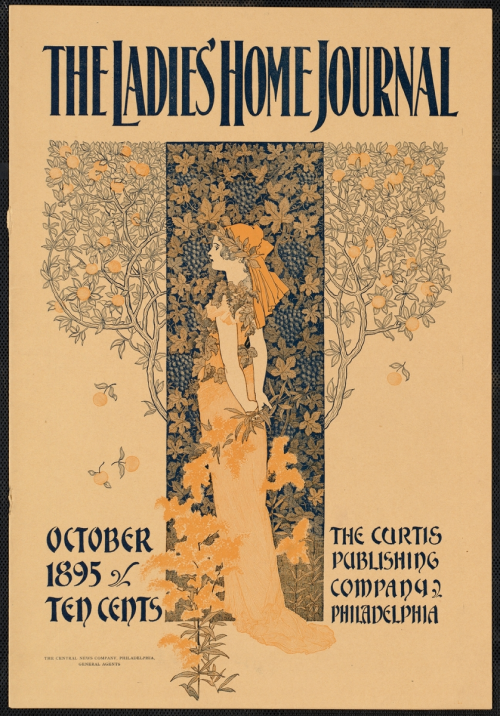 THE LADIES' HOME JOURNAL
OCTOBER
1895
TEN CENTS
THE CURTIS
PUBLISHING
COMPANY
PHILADELPHIA
THE CENTRAL NEWS COMPANY, PHILADELPHIA,
GENERAL AGENTS